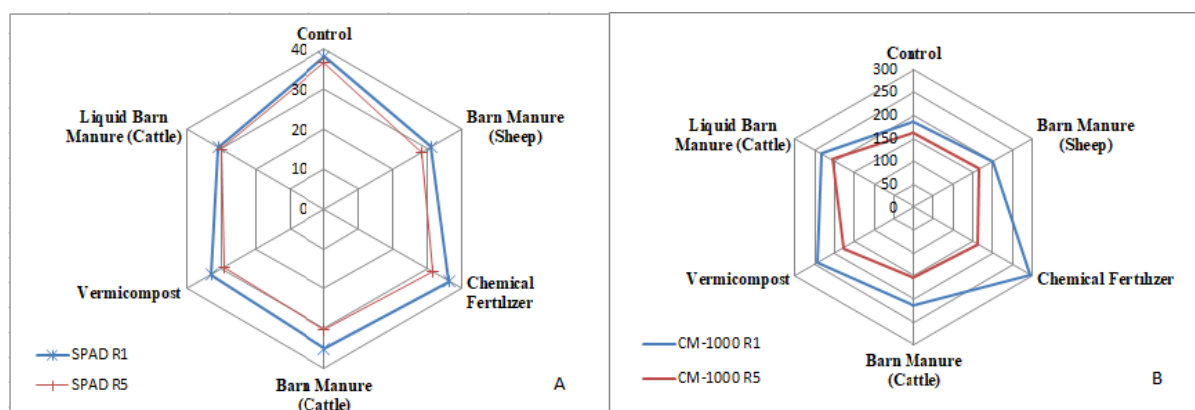 Control
40
30
20
10
0
Liquid Barn
Manure (Cattle)
Barn Manure
(Sheep)
Vermicompost
Chemical
Fertılızer
Barn Manure
(Cattle)
SPAD R1
SPAD R5
A
Control
300
250
200
150
100
50
0
Liquid Barn
Manure (Cattle)
Barn Manure
(Sheep)
Vermicompost
Chemical Fertılızer
Barn Manure
(Cattle)
CM-1000 R1
CM-1000 R5
B